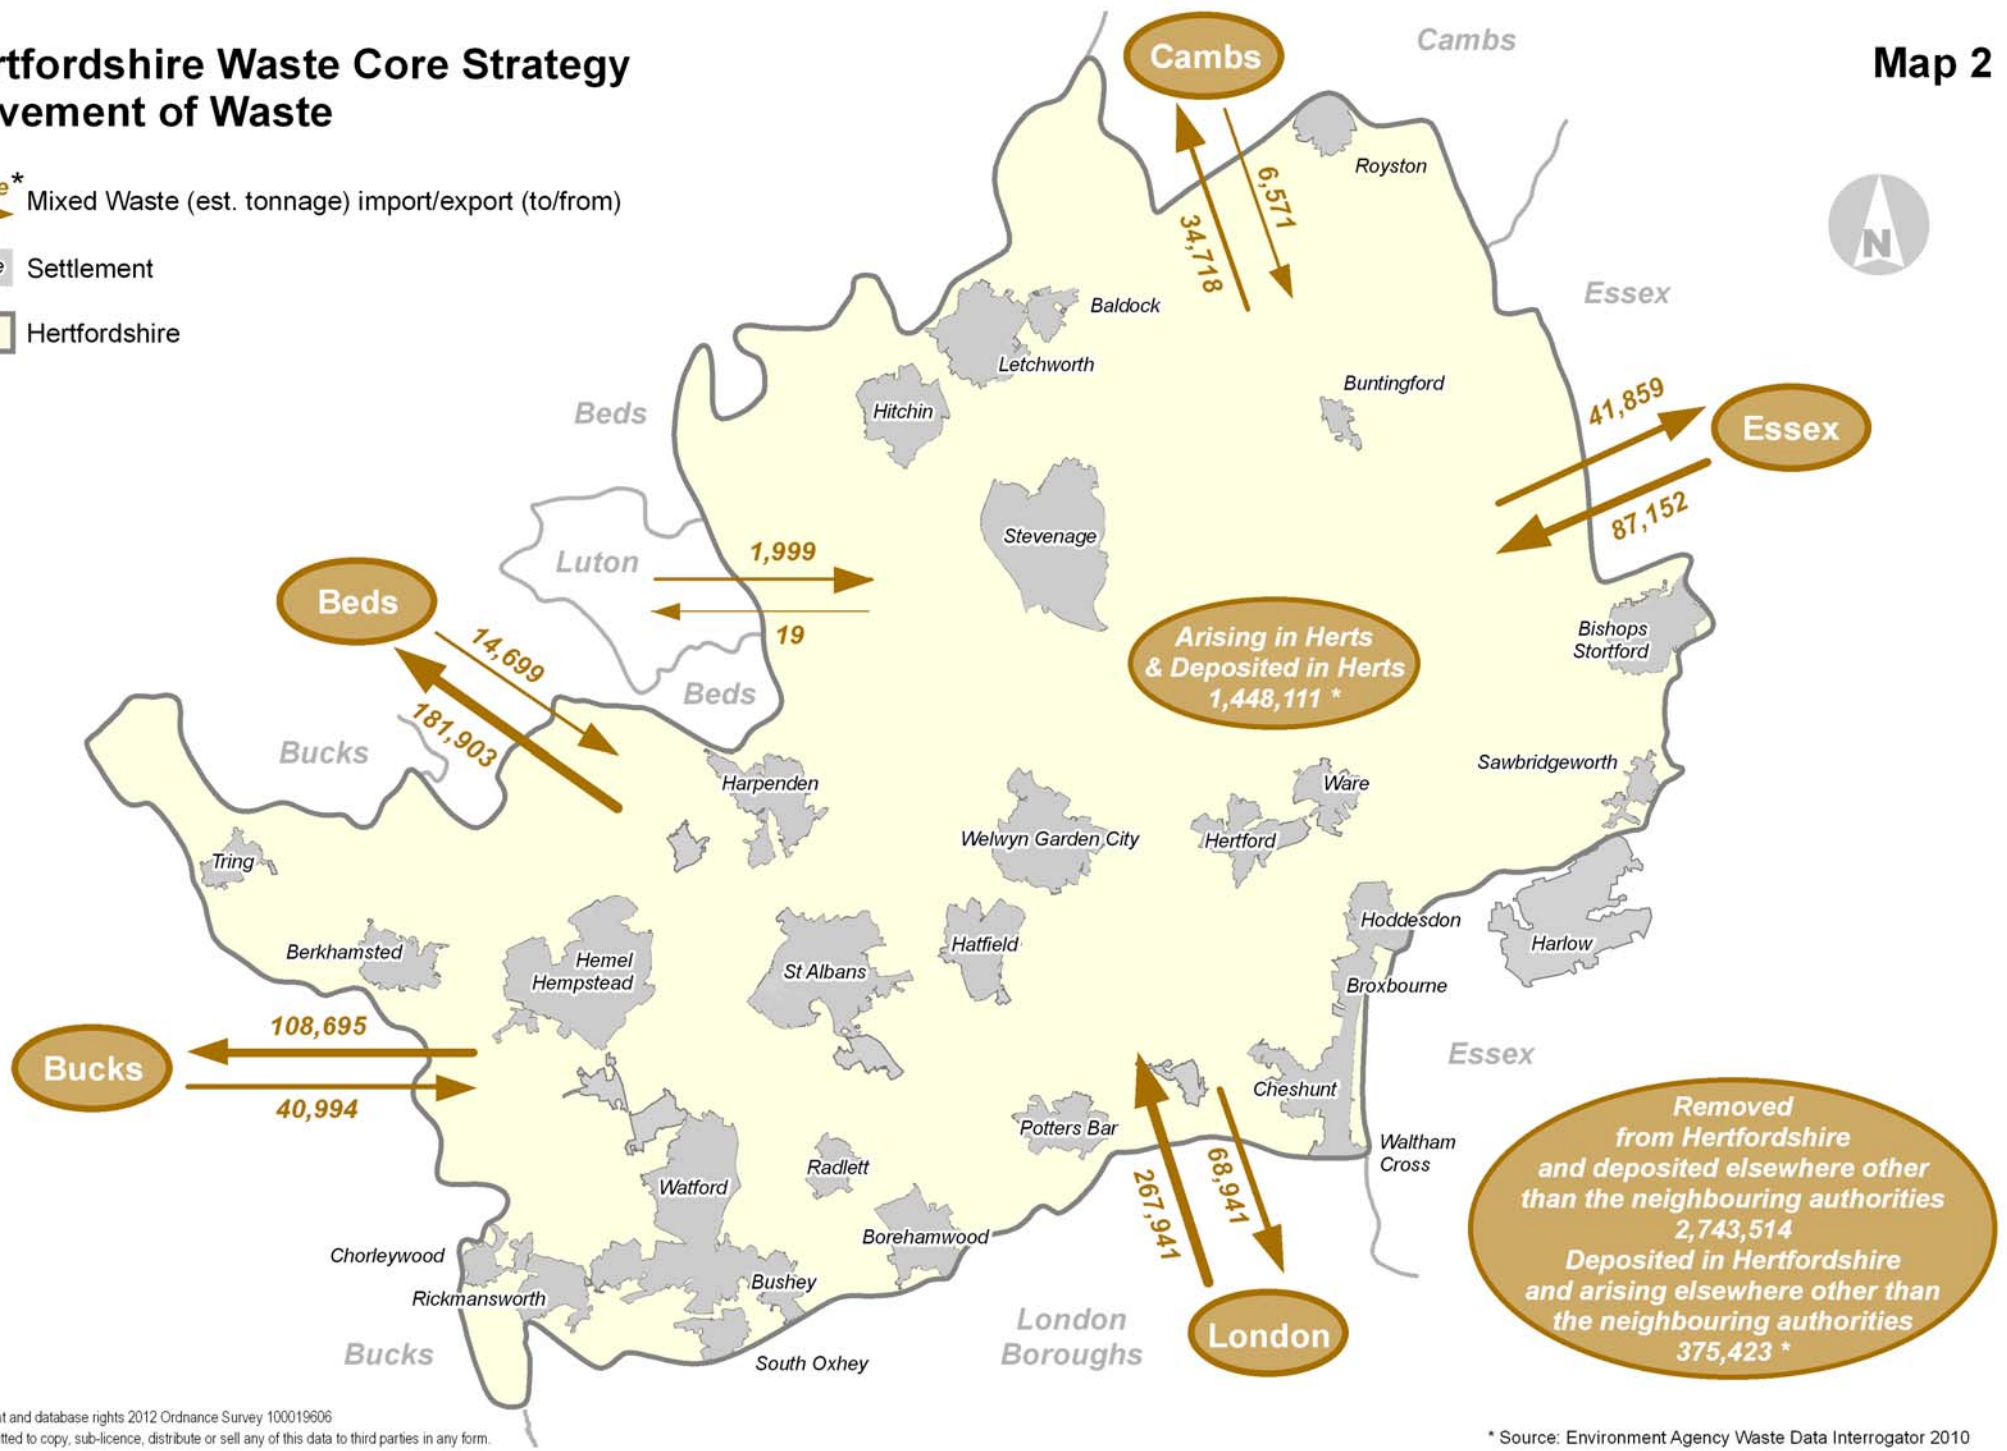 rtfordshire Waste Core Strategy
vement of Waste
Map 2
e*
Mixed Waste (est. tonnage) import/export (to/from)
e
Settlement
Hertfordshire
N
Cambs
Cambs
34,718
6,571
Royston
Essex
Baldock
Letchworth
Hitchin
Buntingford
Beds
41,859
Essex
87,152
Stevenage
Luton
1,999
19
Beds
14,699
181,903
Beds
Arising in Herts
& Deposited in Herts
1,448,111 *
Bishops
Stortford
Bucks
Harpenden
Ware
Sawbridgeworth
Welwyn Garden City
Hertford
Tring
Hoddesdon
Harlow
Berkhamsted
Hemel
Hempstead
St Albans
Hatfield
Broxbourne
108,695
Bucks
40,994
Essex
Cheshunt
Potters Bar
Waltham
Cross
Radlett
Watford
267,941
68,941
Borehamwood
Chorleywood
Rickmansworth
Bushey
Bucks
South Oxhey
London
Boroughs
London
Removed
from Hertfordshire
and deposited elsewhere other
than the neighbouring authorities
2,743,514
Deposited in Hertfordshire
and arising elsewhere other than
the neighbouring authorities
375,423 *
t and database rights 2012 Ordnance Survey 100019606
tted to copy, sub-licence, distribute or sell any of this data to third parties in any form.
* Source: Environment Agency Waste Data Interrogator 2010